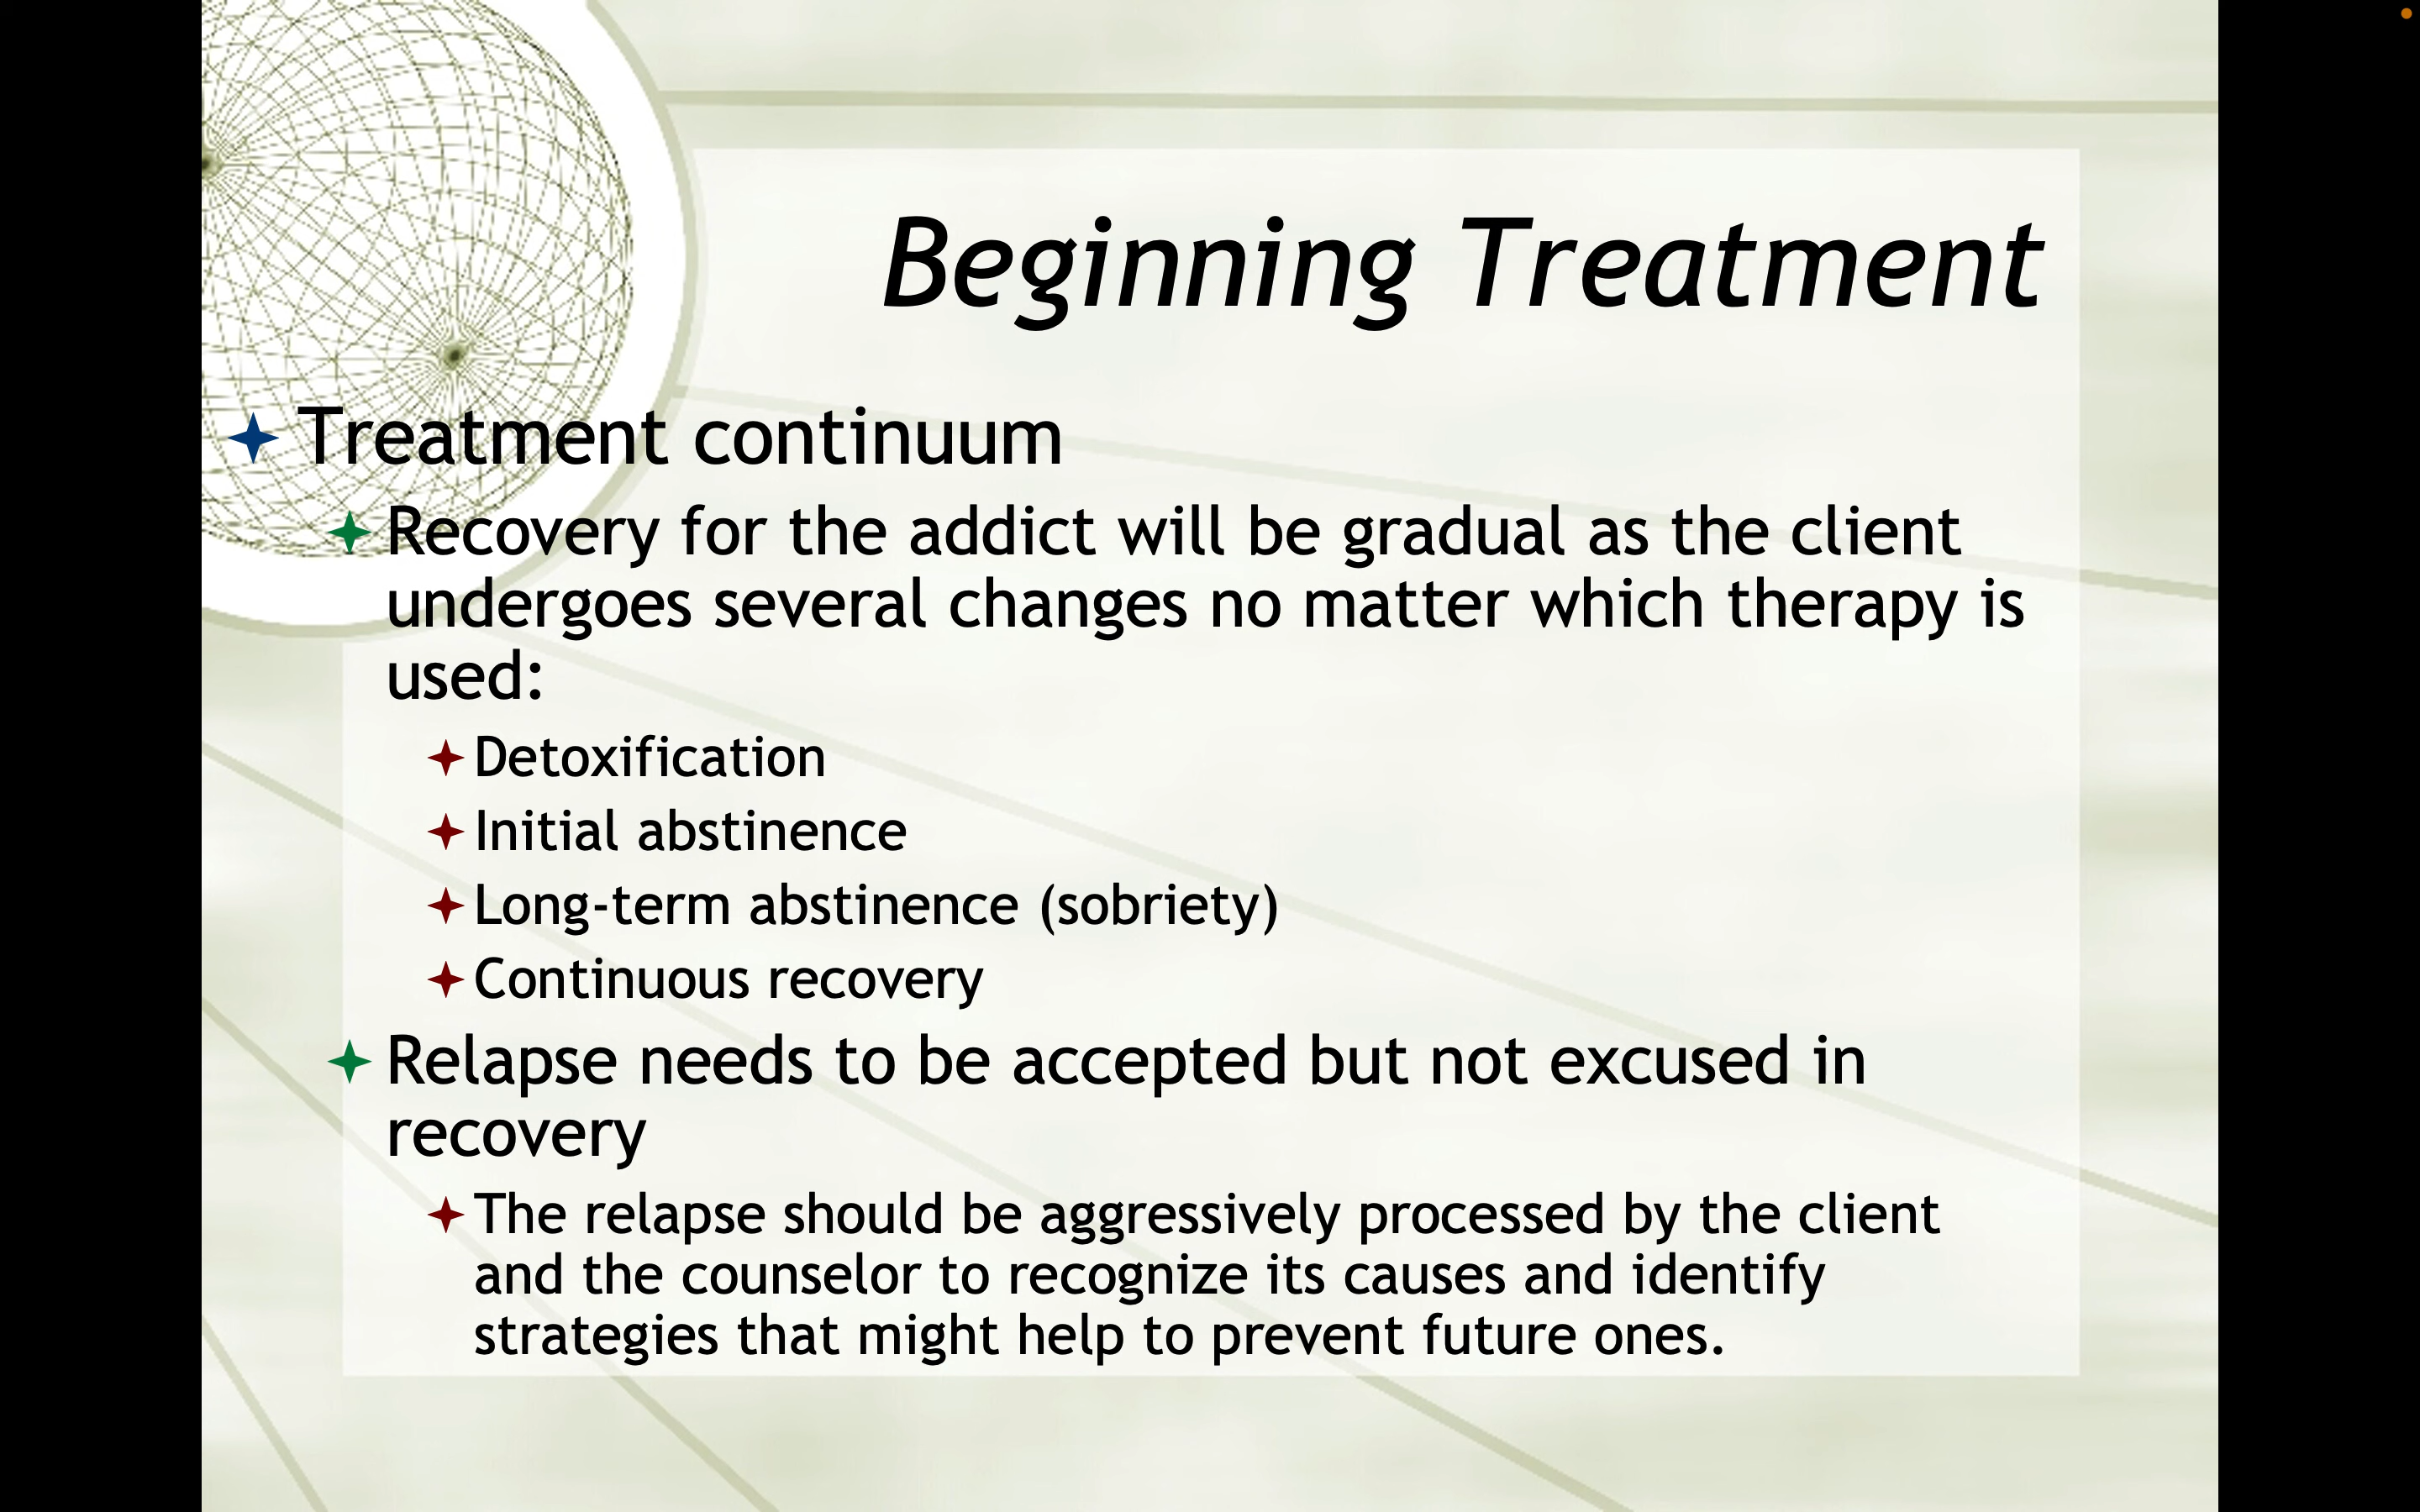 Beginning Treatment
Treatment continuum
Recovery for the addict will be gradual as the client
undergoes several changes no matter which therapy is
used:
Detoxification
Initial abstinence
Long-term abstinence (sobriety)
Continuous recovery
Relapse needs to be accepted but not excused in
recovery
The relapse should be aggressively processed by the client
and the counselor to recognize its causes and identify
strategies that might help to prevent future ones.